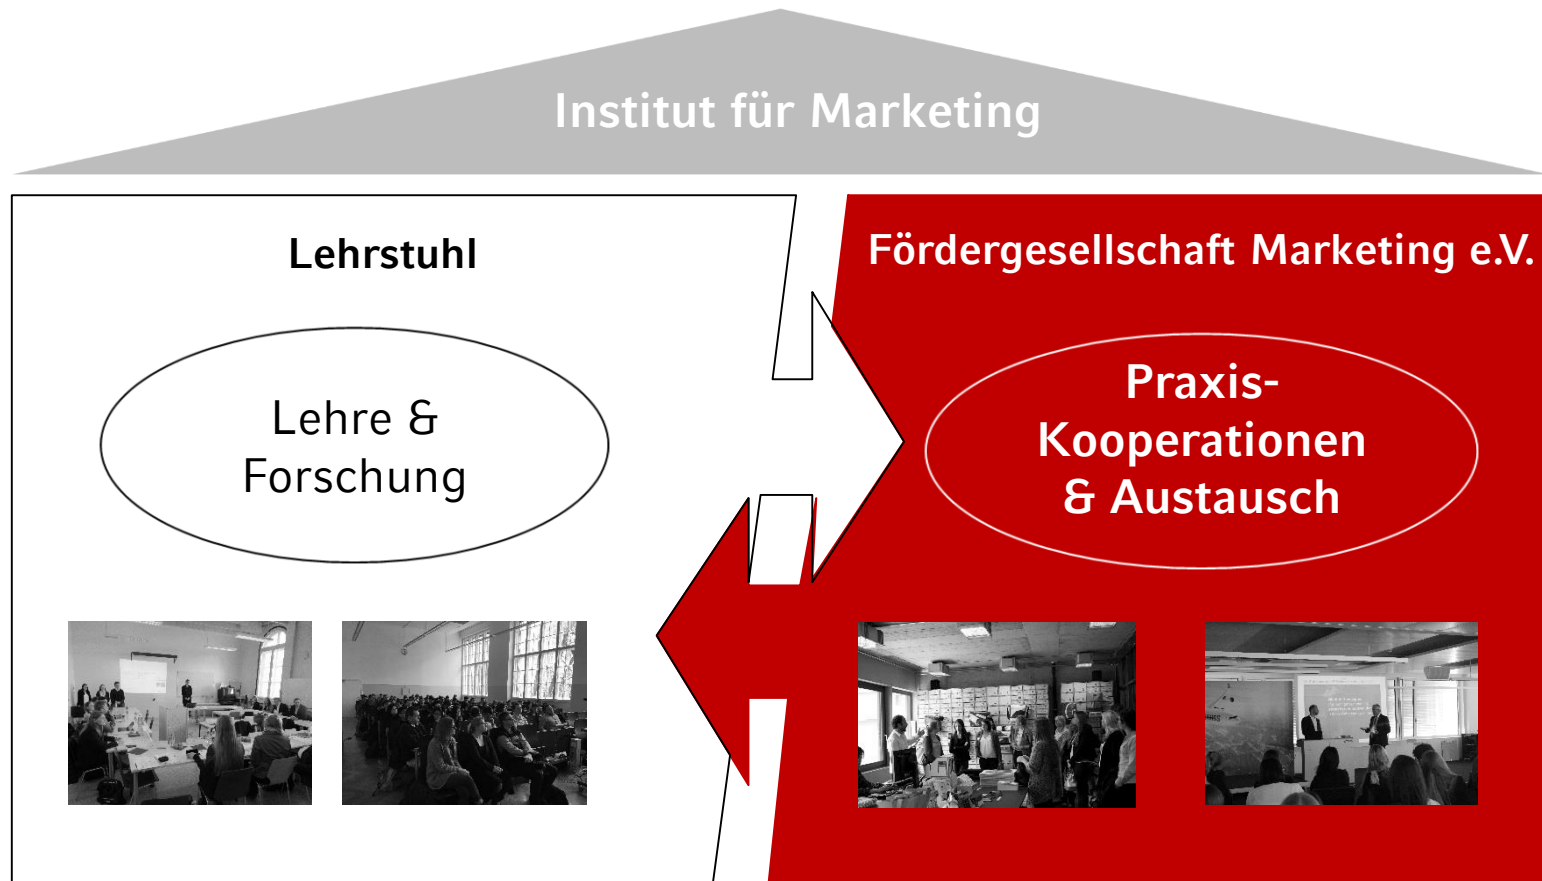 Institut für Marketing
Lehrstuhl
Lehre &
Forschung
Fördergesellschaft Marketing e.V.
Praxis-
Kooperationen
& Austausch